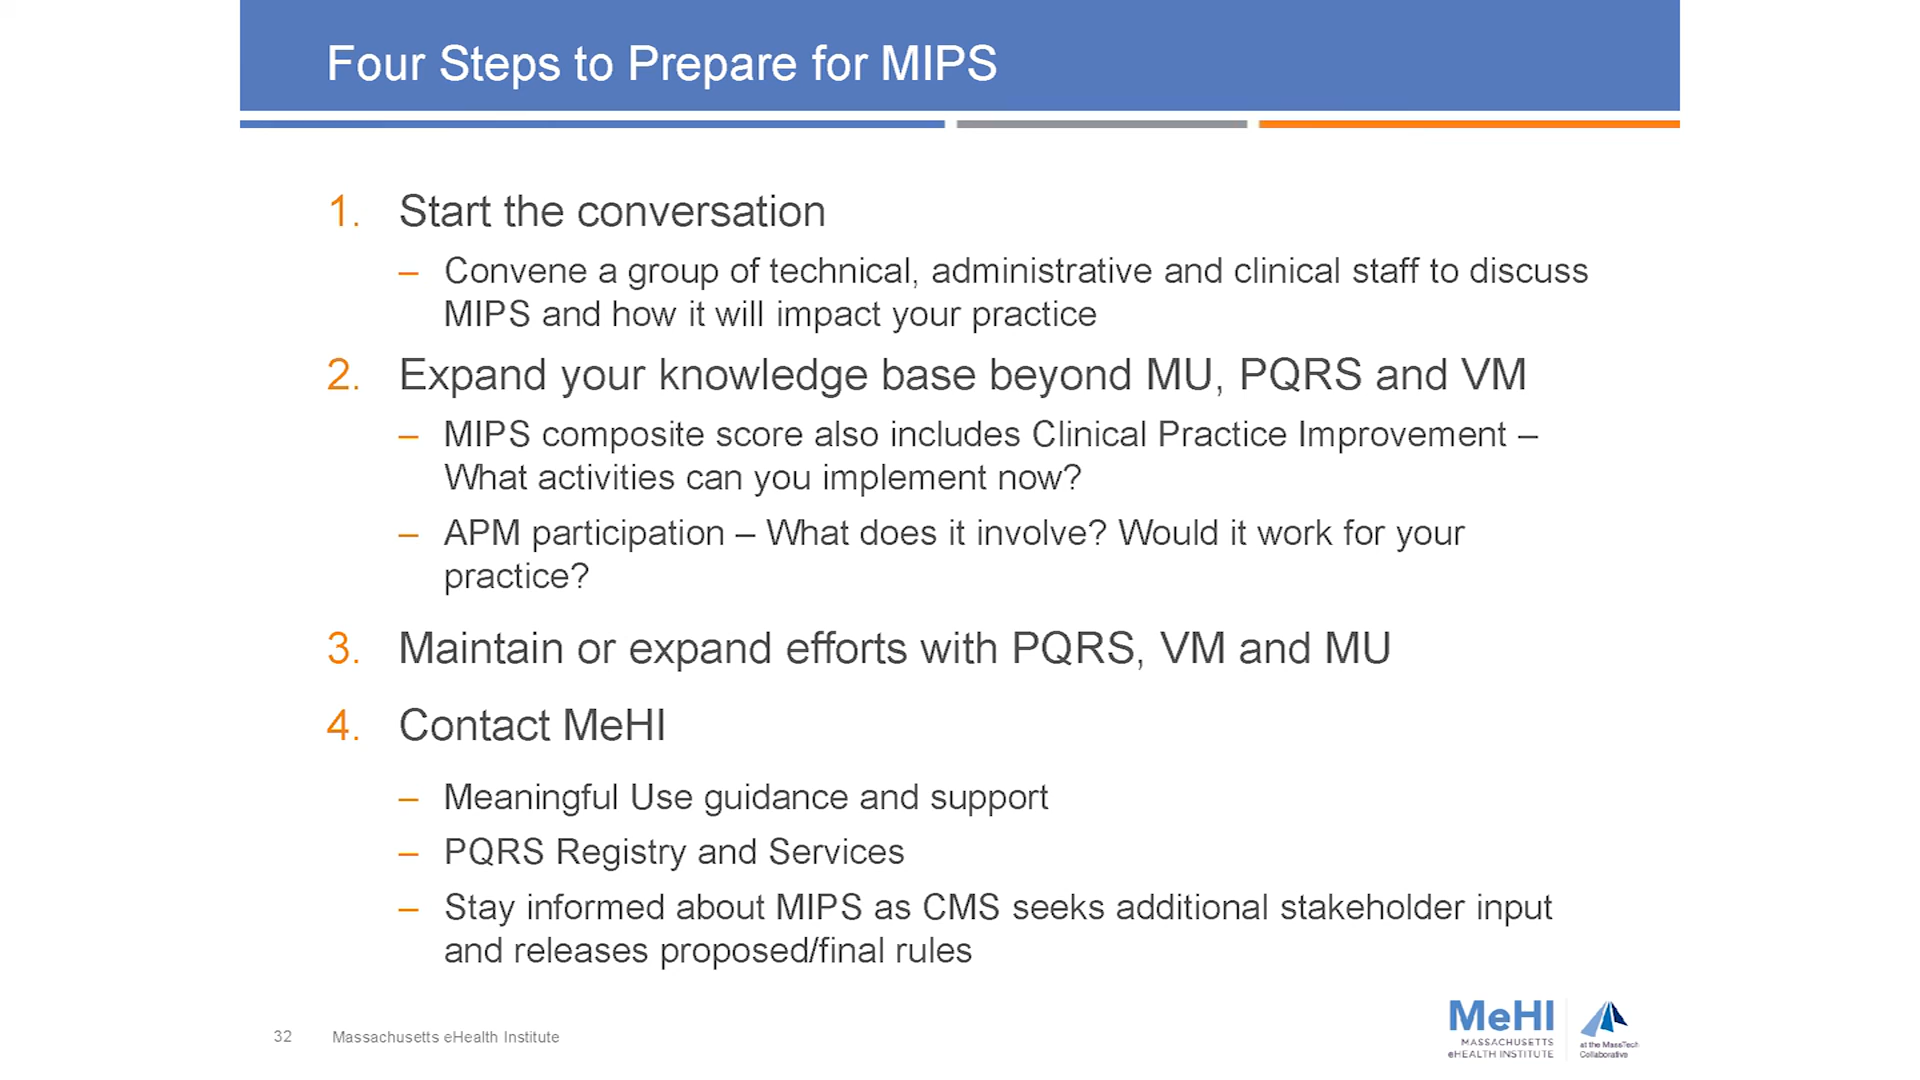 Four Steps to Prepare for MIPS
1. Start the conversation
– Convene a group of technical, administrative and clinical staff to discuss
MIPS and how it will impact your practice
2. Expand your knowledge base beyond MU, PQRS and VM
– MIPS composite score also includes Clinical Practice Improvement –
What activities can you implement now?
– APM participation – What does it involve? Would it work for your
practice?
3. Maintain or expand efforts with PQRS, VM and MU
4. Contact MeHI
– Meaningful Use guidance and support
– PQRS Registry and Services
– Stay informed about MIPS as CMS seeks additional stakeholder input
and releases proposed/final rules
32 Massachusetts eHealth Institute
MeHI
MASSACHUSETTS
eHEALTH INSTITUTE
at the MassTech
Collaborative